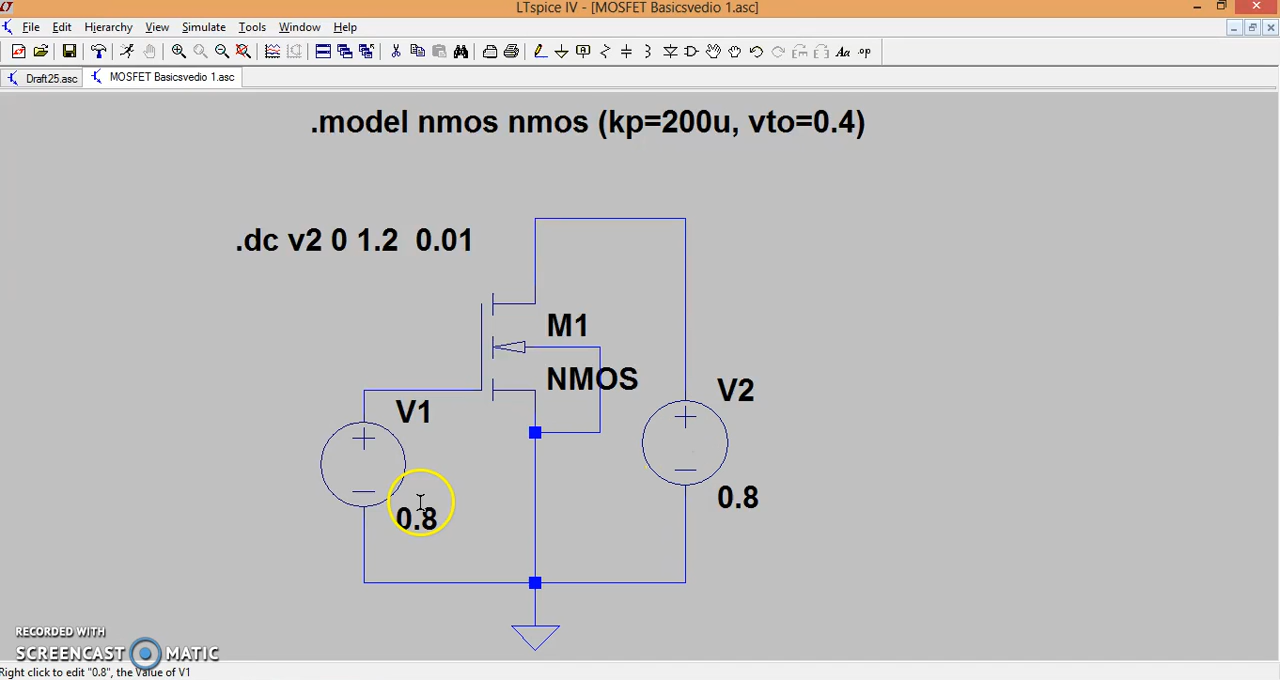 LTspice IV - [MOSFET Basicsvedio 1.asc]
File Edit Hierarchy View Simulate Tools Window Help
Aa .op
Draft25.asc MOSFET Basicsvedio 1.asc
.model nmos nmos (kp=200u, vto=0.4)
.dc v2 0 1.2 0.01
M1
NMOS
V1
0.8
V2
0.8
RECORDED WITH
SCREENCAST MATIC
Right click to edit "0.8", the Value of V1